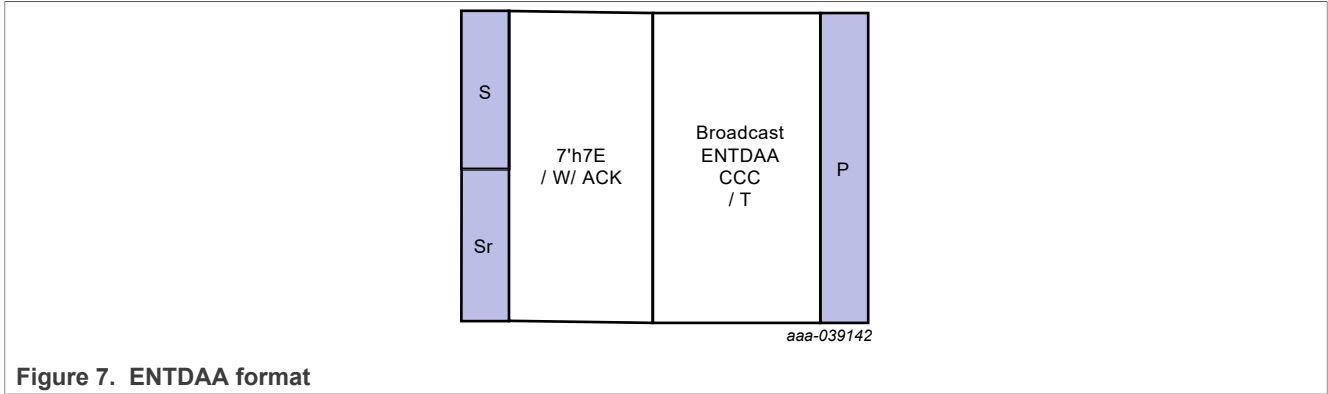 S
Sr
7'h7E
/ W/ ACK
Broadcast
ENTDAA
CCC
/ T
P
aaa-039142
Figure 7. ENTDAA format